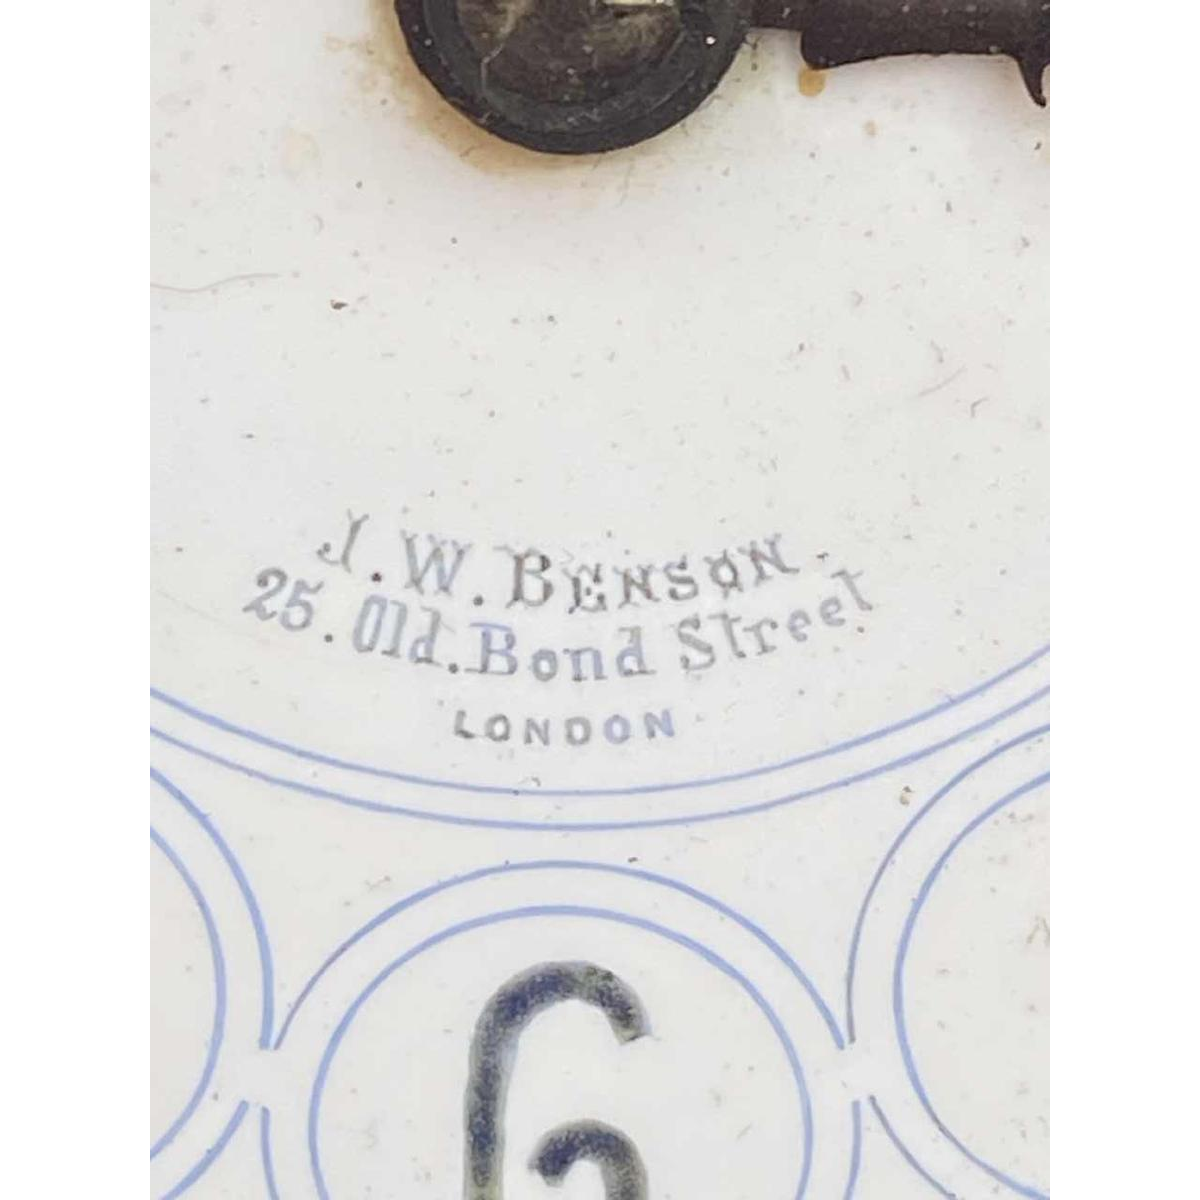 J. W. BENSON.
25. Old. Bond Street
LONDON
6